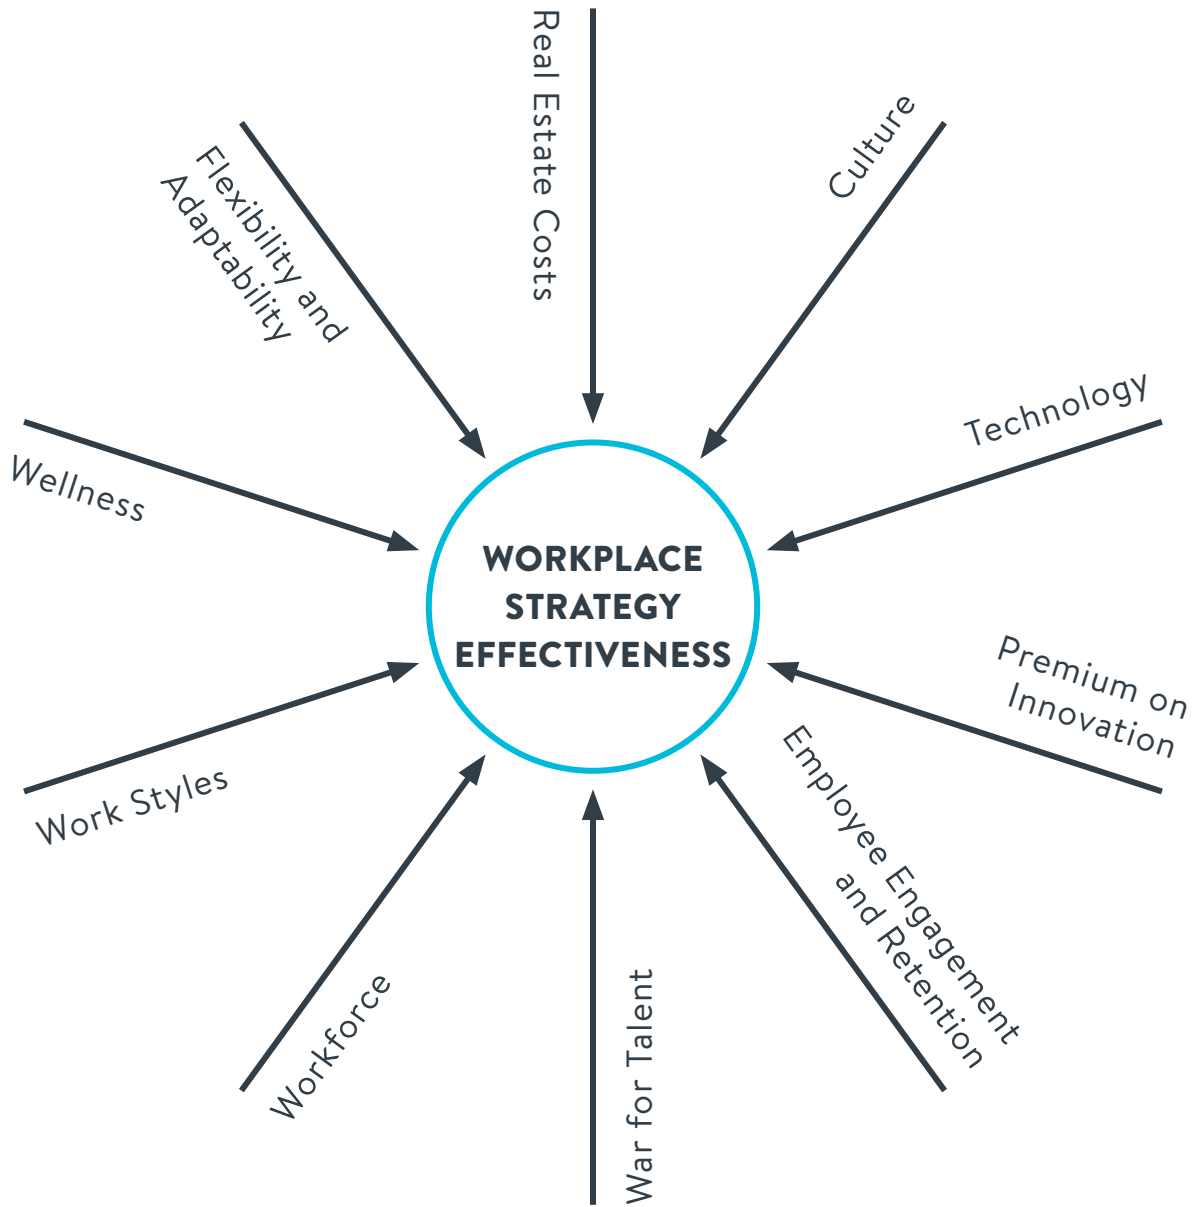 Real Estate Costs
Culture
Technology
Premium on
Innovation
Employee Engagement
and Retention
War for Talent
Workforce
Work Styles
Wellness
Flexibility and
Adaptability
WORKPLACE
STRATEGY
EFFECTIVENESS